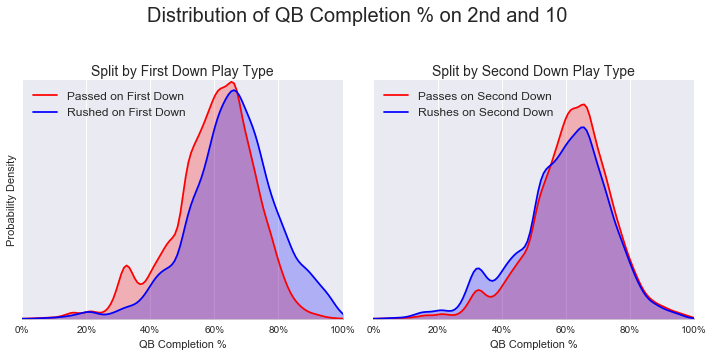 Distribution of QB Completion % on 2nd and 10
Split by First Down Play Type
Passed on First Down
Rushed on First Down
Probability Density
0% 20% 40% 60% 80% 100%
QB Completion %
Split by Second Down Play Type
Passes on Second Down
Rushes on Second Down
0% 20% 40% 60% 80% 100%
QB Completion %